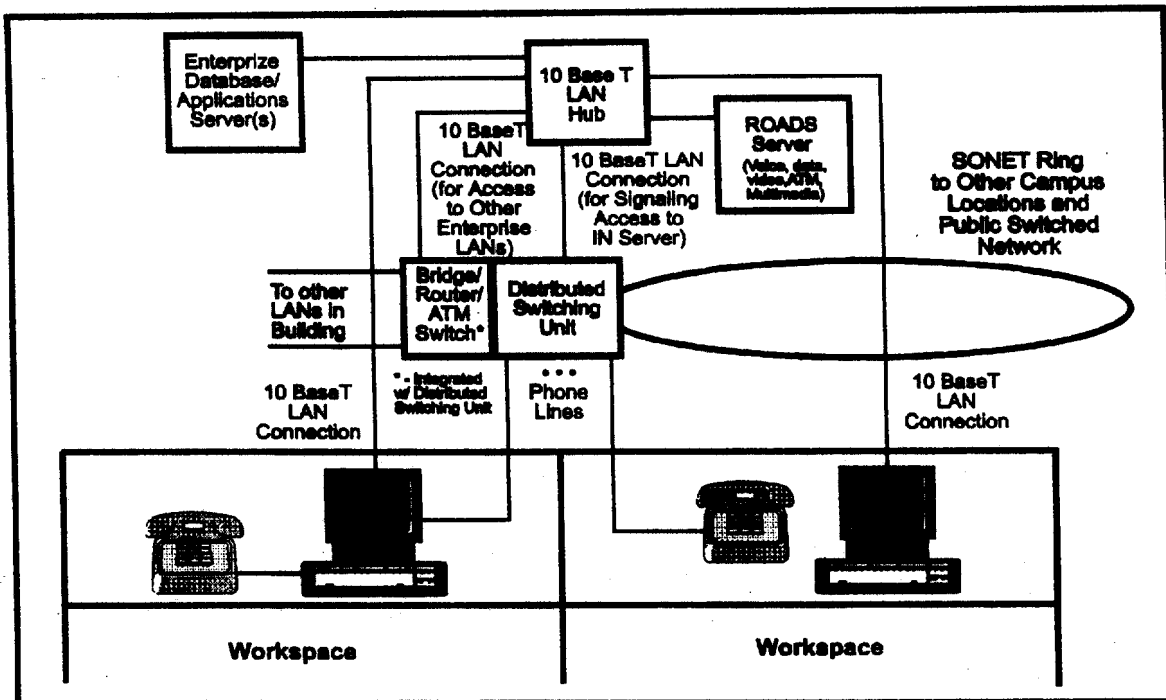 Enterprize
Database/
Applications
Server(s)
10 Base T
LAN
Hub
ROADS
Server
(Voice, data,
video,ATM,
Multimedia)
10 BaseT
LAN
Connection
(for Access
to Other
Enterprise
LANs)
10 BaseT LAN
Connection
(for Signaling
Access to
IN Server)
SONET Ring
to Other Campus
Locations and
Public Switched
Network
To other
LANs in
Building
Bridge/
Router/
ATM
Switch*
Distributed
Switching
Unit
* - Integrated
w/ Distributed
Switching Unit
• • •
Phone
Lines
10 BaseT
LAN
Connection
10 BaseT
LAN
Connection
Workspace
Workspace